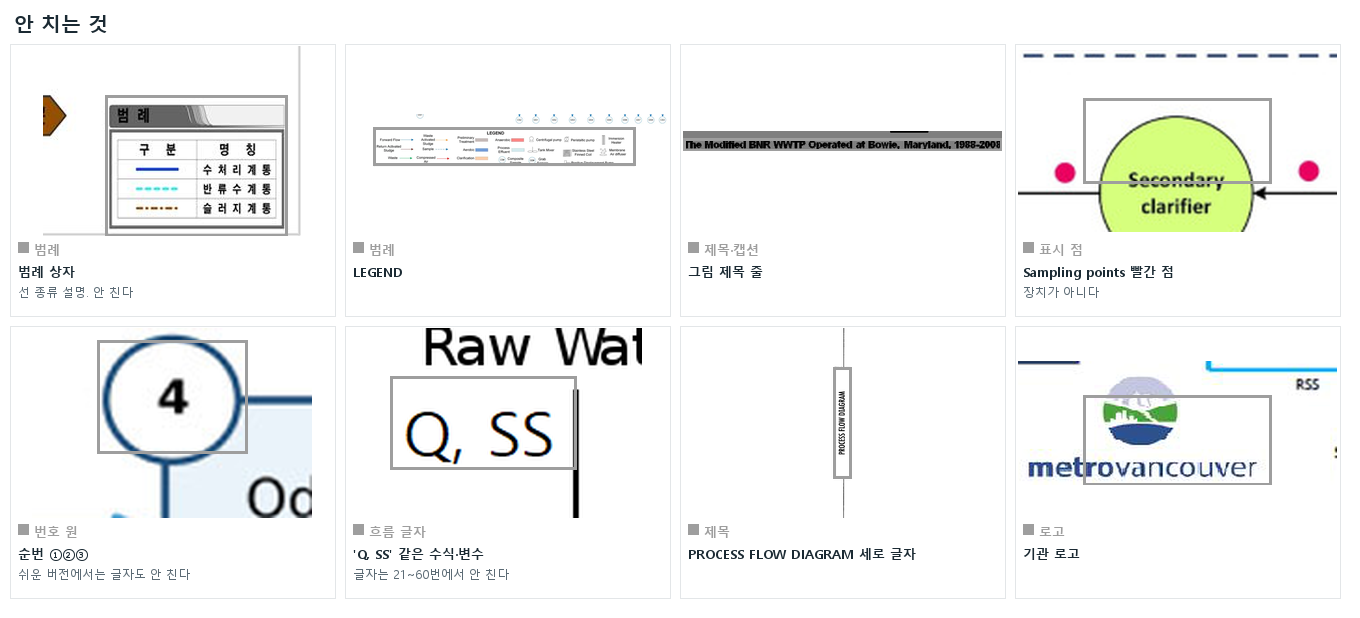 안 치는 것
범 례
구 분 명 칭
수 처 리 계 통
반 류 수 계 통
슬 러 지 계 통
범례
범례 상자
선 종류 설명. 안 친다
LEGEND
범례
LEGEND
The Modified BNR WWTP Operated at Bowie, Maryland, 1988-2008
제목·캡션
그림 제목 줄
Secondary
clarifier
표시 점
Sampling points 빨간 점
장치가 아니다
4
Od
번호 원
순번 ①②③
쉬운 버전에서는 글자도 안 친다
Raw Wat
Q, SS
흐름 글자
'Q, SS' 같은 수식·변수
글자는 21~60번에서 안 친다
PROCESS FLOW DIAGRAM
제목
PROCESS FLOW DIAGRAM 세로 글자
RSS
metrovancouver
로고
기관 로고